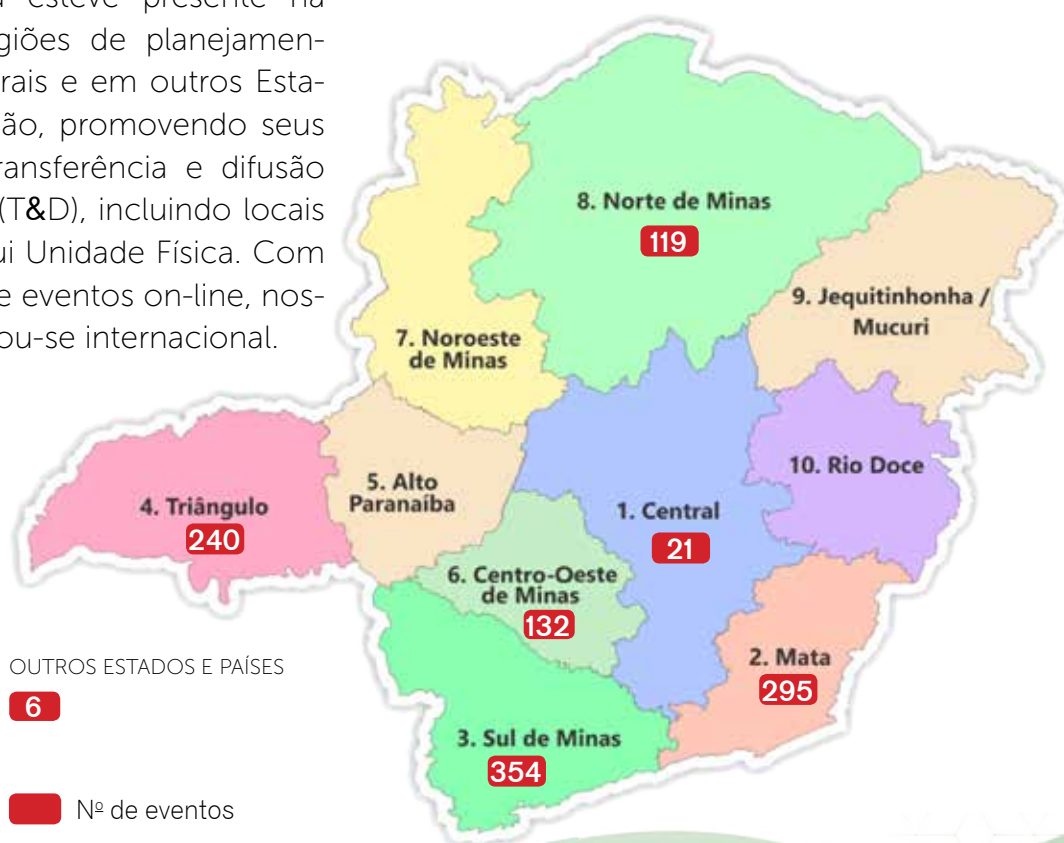 esteve presente na
giões de planejamen-
rais e em outros Esta-
ão, promovendo seus
ransferência e difusão
(T&D), incluindo locais
ui Unidade Física. Com
e eventos on-line, nos-
ou-se internacional.
8. Norte de Minas
119
9. Jequitinhonha /
Mucuri
7. Noroeste
de Minas
10. Rio Doce
5. Alto
Paranaíba
4. Triângulo
240
1. Central
21
6. Centro-Oeste
de Minas
132
2. Mata
295
3. Sul de Minas
354
OUTROS ESTADOS E PAÍSES
6
Nº de eventos